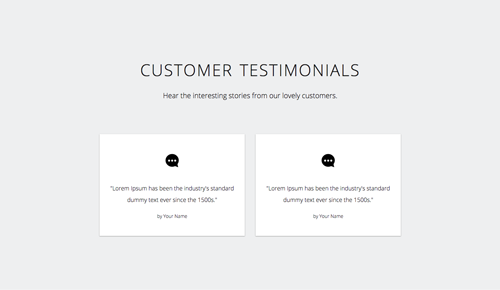 CUSTOMER TESTIMONIALS
Hear the interesting stories from our lovely customers.
"Lorem Ipsum has been the industry's standard
dummy text ever since the 1500s."
by Your Name
"Lorem Ipsum has been the industry's standard
dummy text ever since the 1500s."
by Your Name